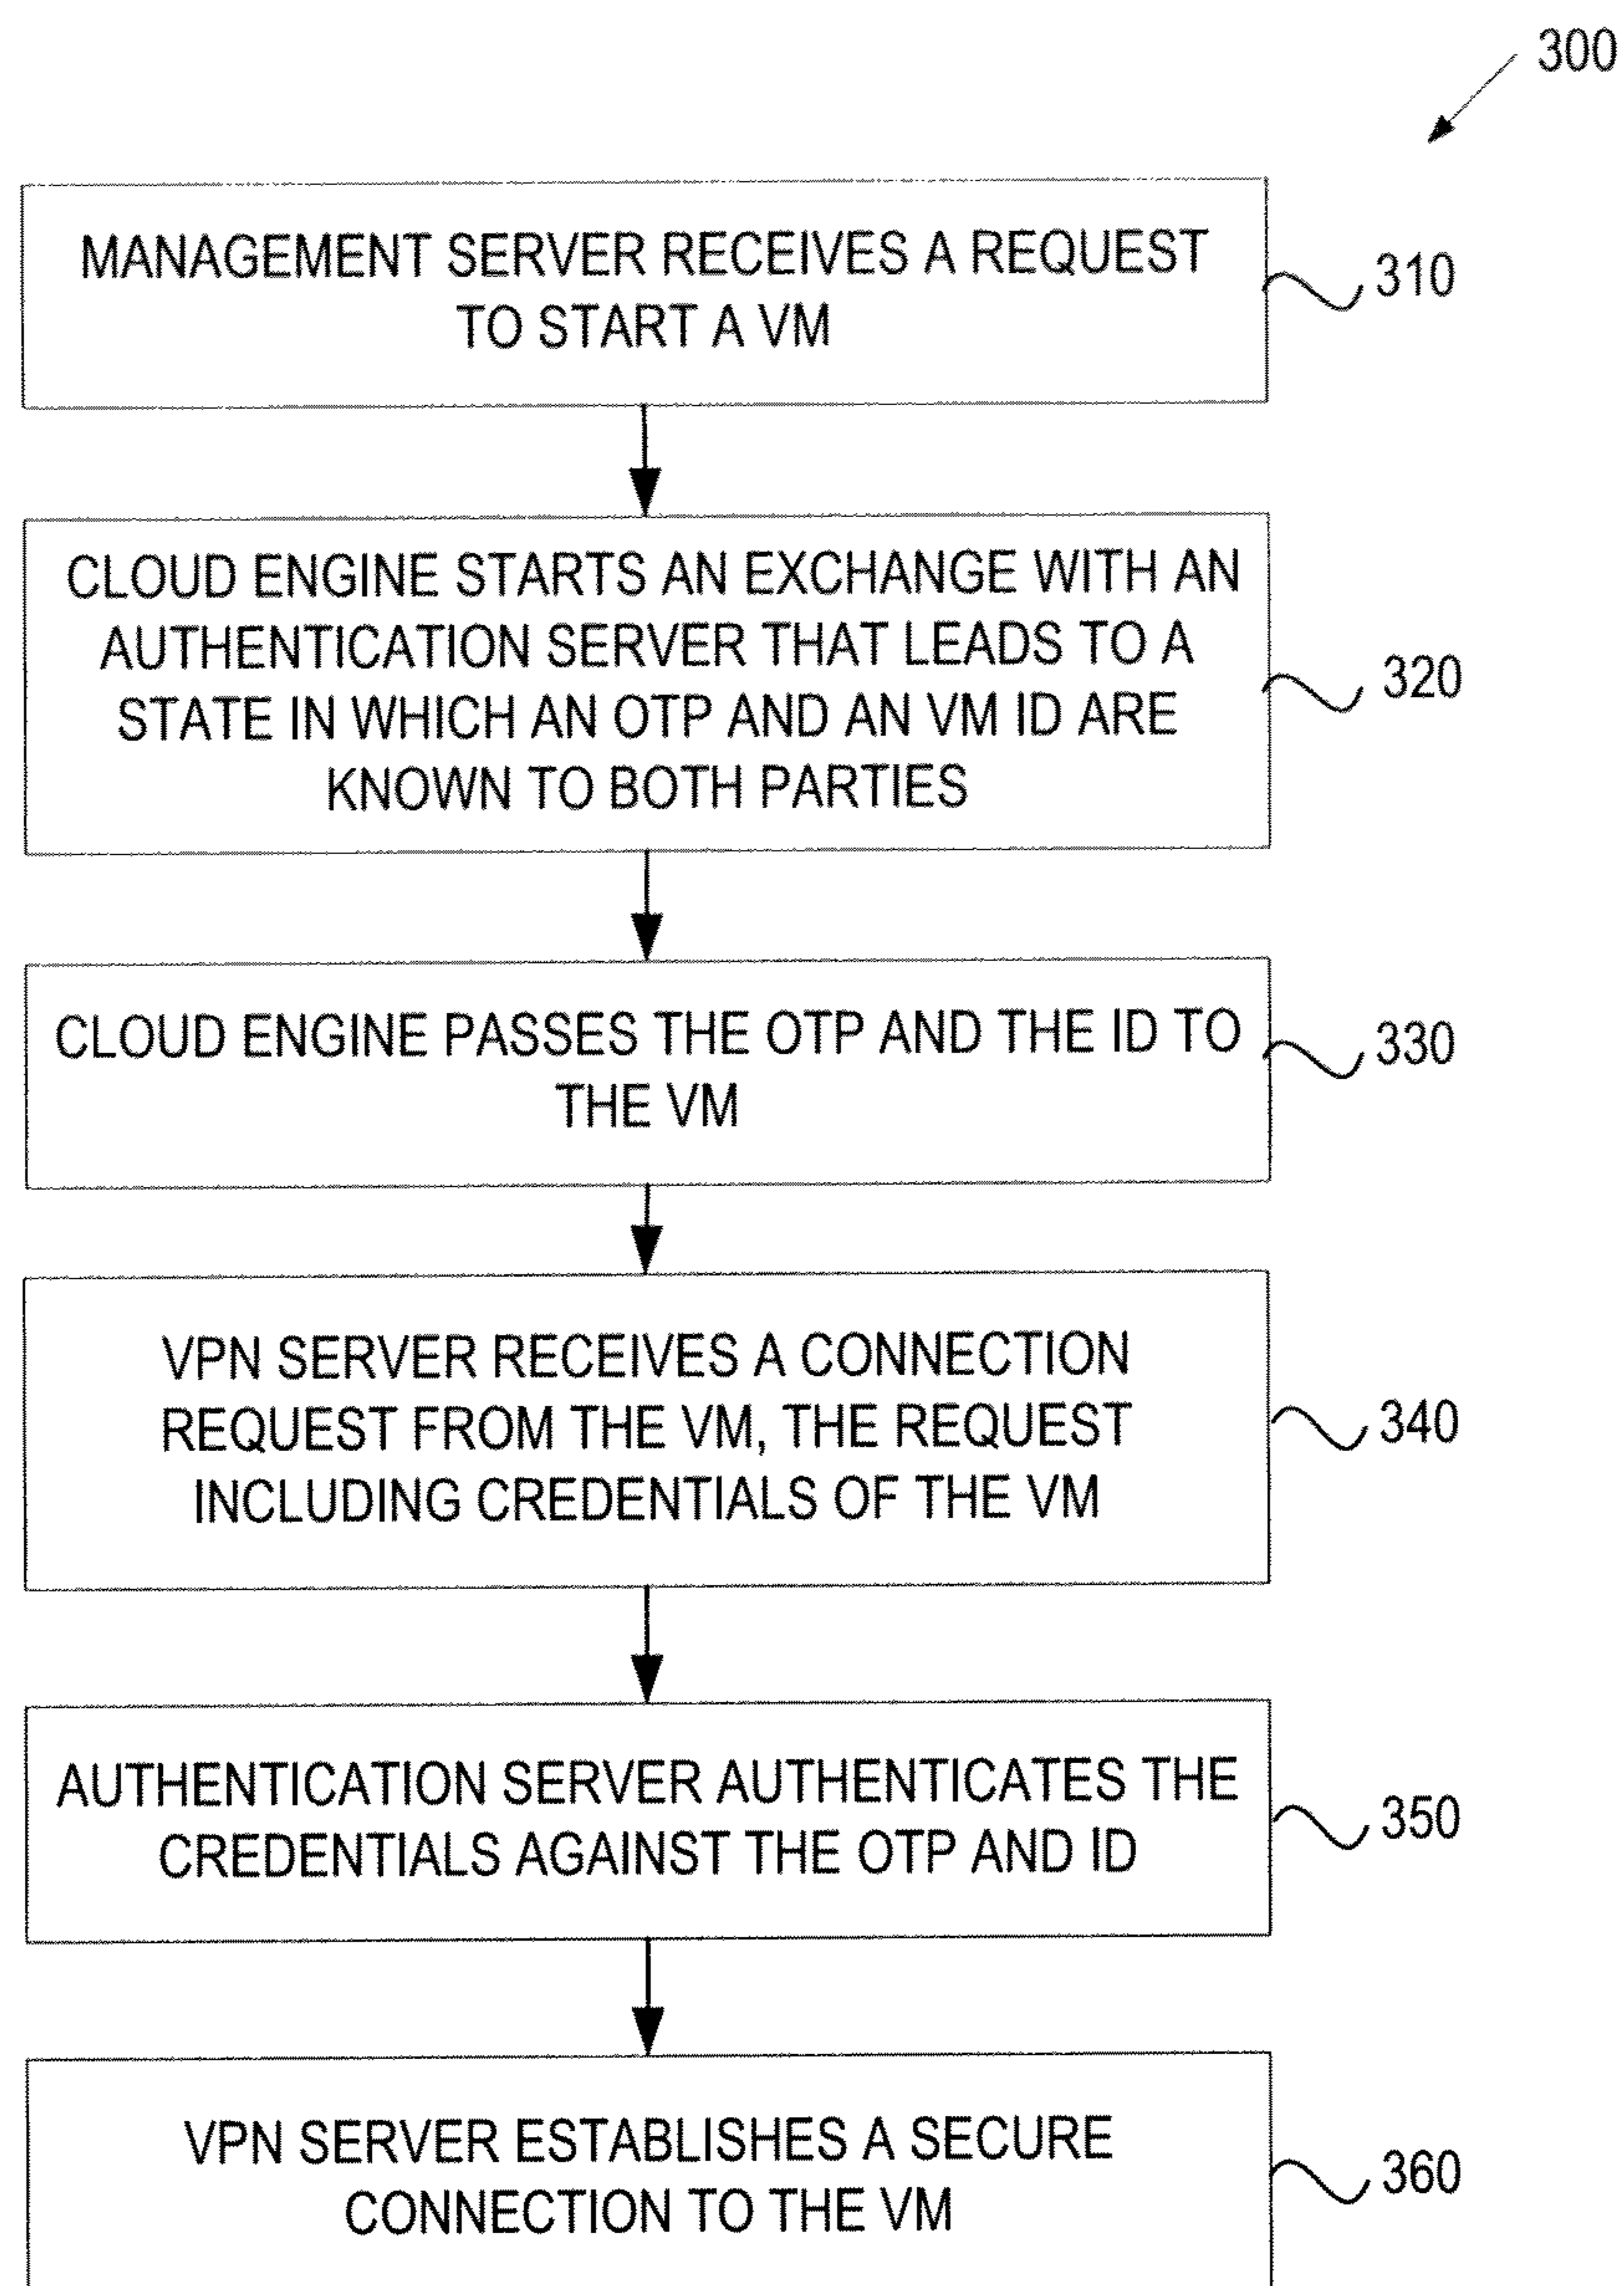 300
MANAGEMENT SERVER RECEIVES A REQUEST
TO START A VM
310
CLOUD ENGINE STARTS AN EXCHANGE WITH AN
AUTHENTICATION SERVER THAT LEADS TO A
STATE IN WHICH AN OTP AND AN VM ID ARE
KNOWN TO BOTH PARTIES
320
CLOUD ENGINE PASSES THE OTP AND THE ID TO
THE VM
330
VPN SERVER RECEIVES A CONNECTION
REQUEST FROM THE VM, THE REQUEST
INCLUDING CREDENTIALS OF THE VM
340
AUTHENTICATION SERVER AUTHENTICATES THE
CREDENTIALS AGAINST THE OTP AND ID
350
VPN SERVER ESTABLISHES A SECURE
CONNECTION TO THE VM
360